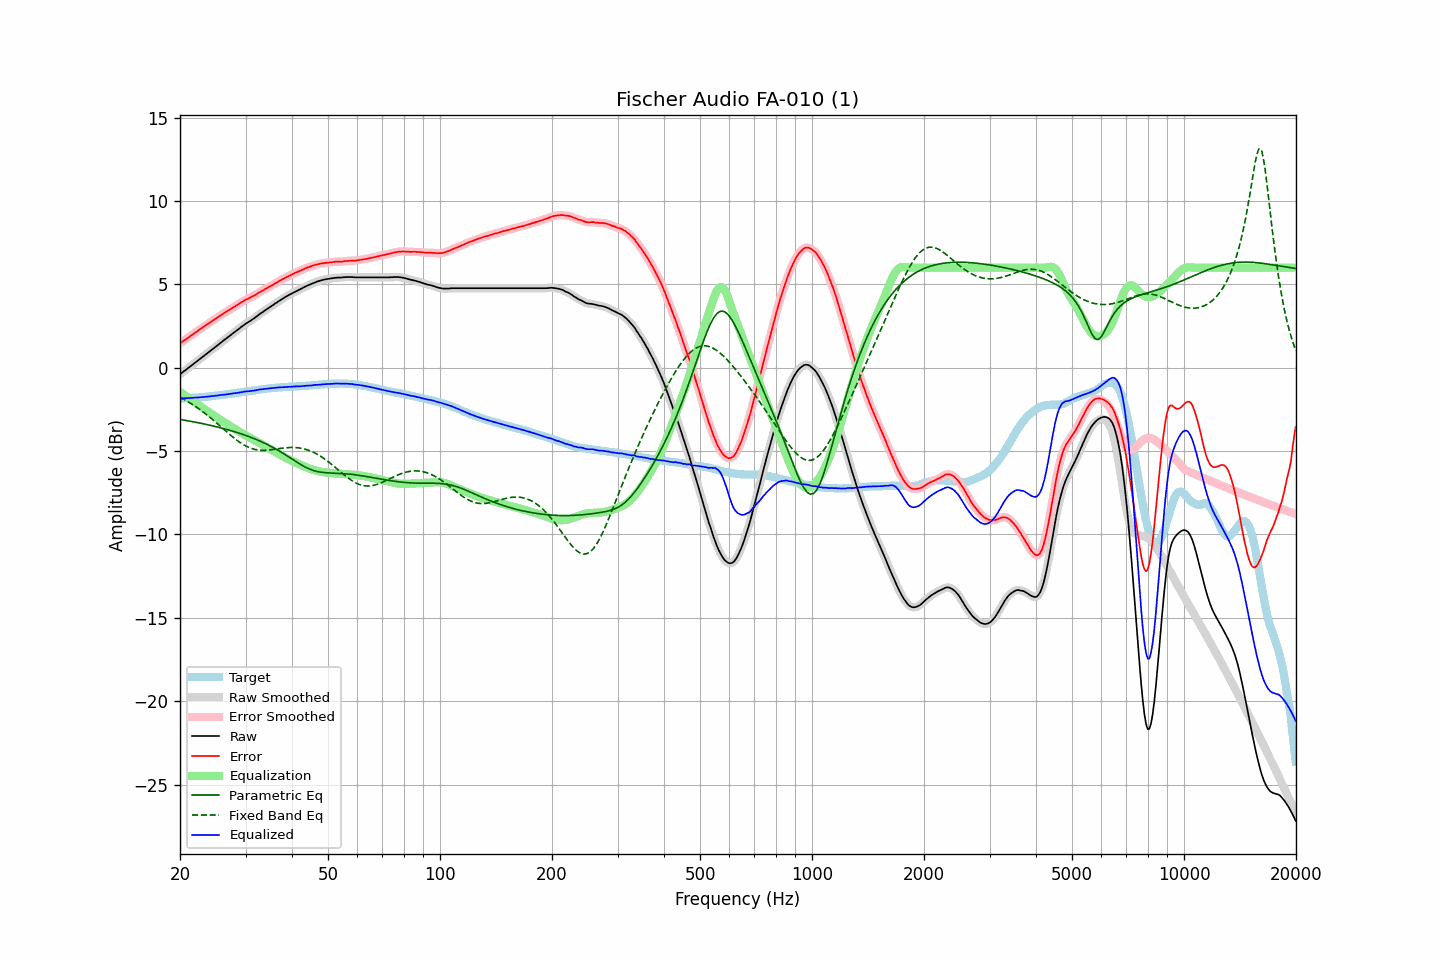 Fischer Audio FA-010 (1)
Amplitude (dBr)
15
10
5
0
−5
−10
−15
−20
−25
Target
Raw Smoothed
Error Smoothed
Raw
Error
Equalization
Parametric Eq
Fixed Band Eq
Equalized
20
50
100
200
500
1000
2000
5000
10000
20000
Frequency (Hz)